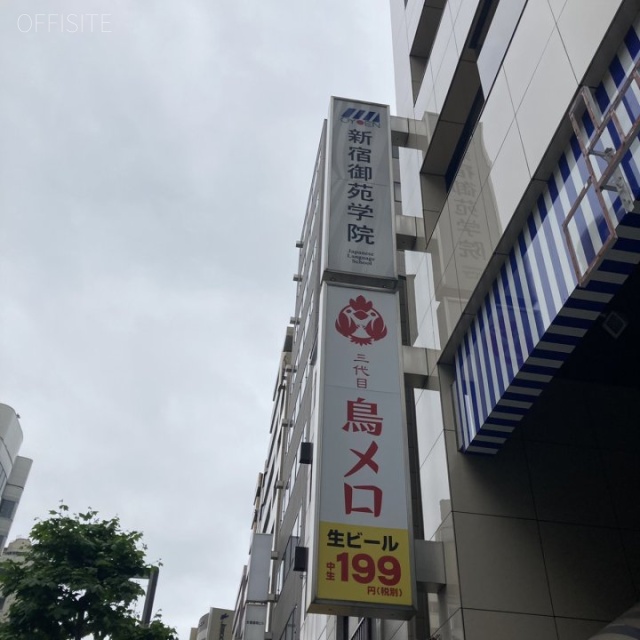 OFFISITE
新宿御苑学院
三代目
鳥メロ
生ビール
中生 199 円(税別)